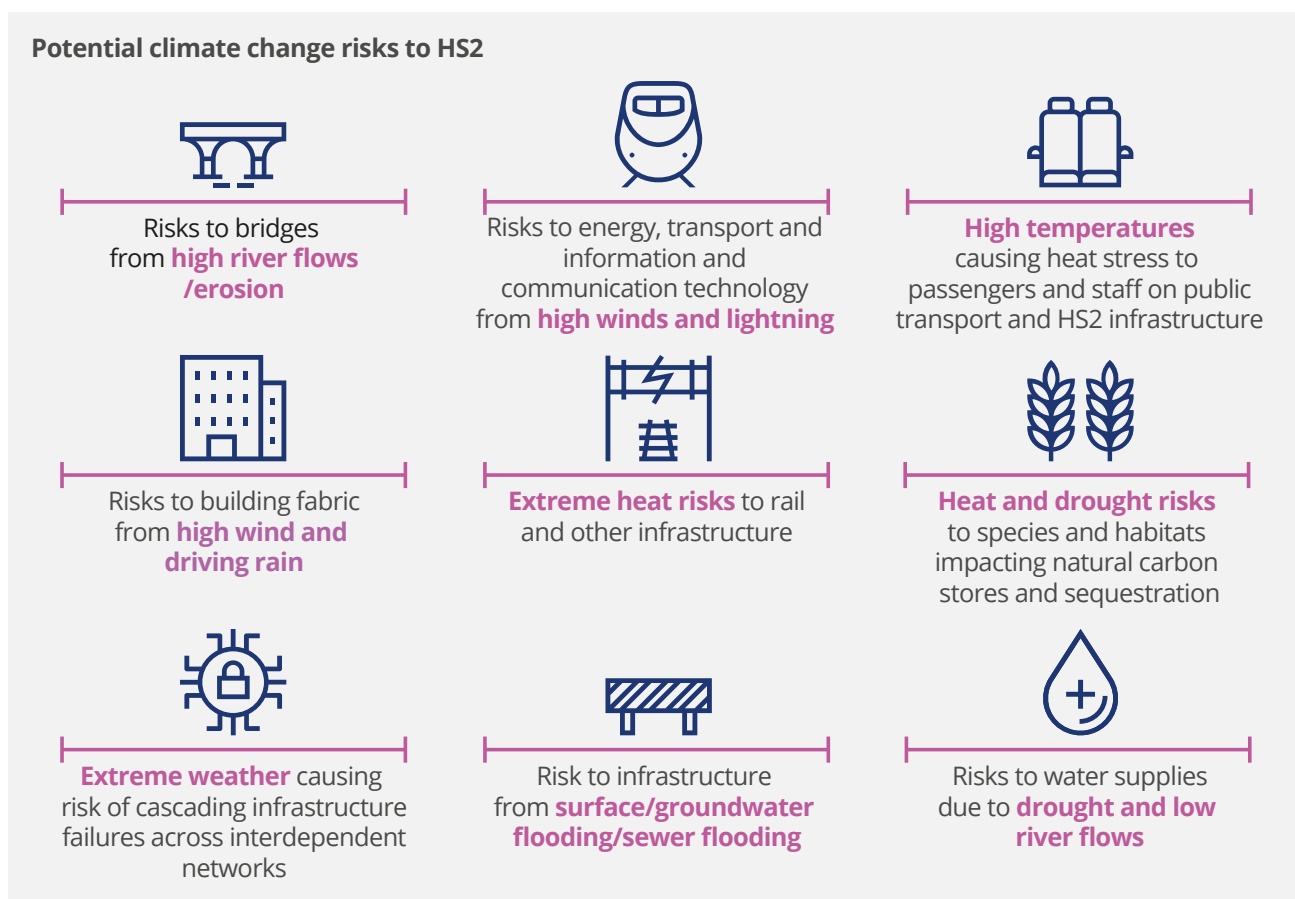 Potential climate change risks to HS2
Risks to bridges
from high river flows
/erosion
Risks to energy, transport and
information and
communication technology
from high winds and lightning
High temperatures
causing heat stress to
passengers and staff on public
transport and HS2 infrastructure
Risks to building fabric
from high wind and
driving rain
Extreme heat risks to rail
and other infrastructure
Heat and drought risks
to species and habitats
impacting natural carbon
stores and sequestration
Extreme weather causing
risk of cascading infrastructure
failures across interdependent
networks
Risk to infrastructure
from surface/groundwater
flooding/sewer flooding
Risks to water supplies
due to drought and low
river flows